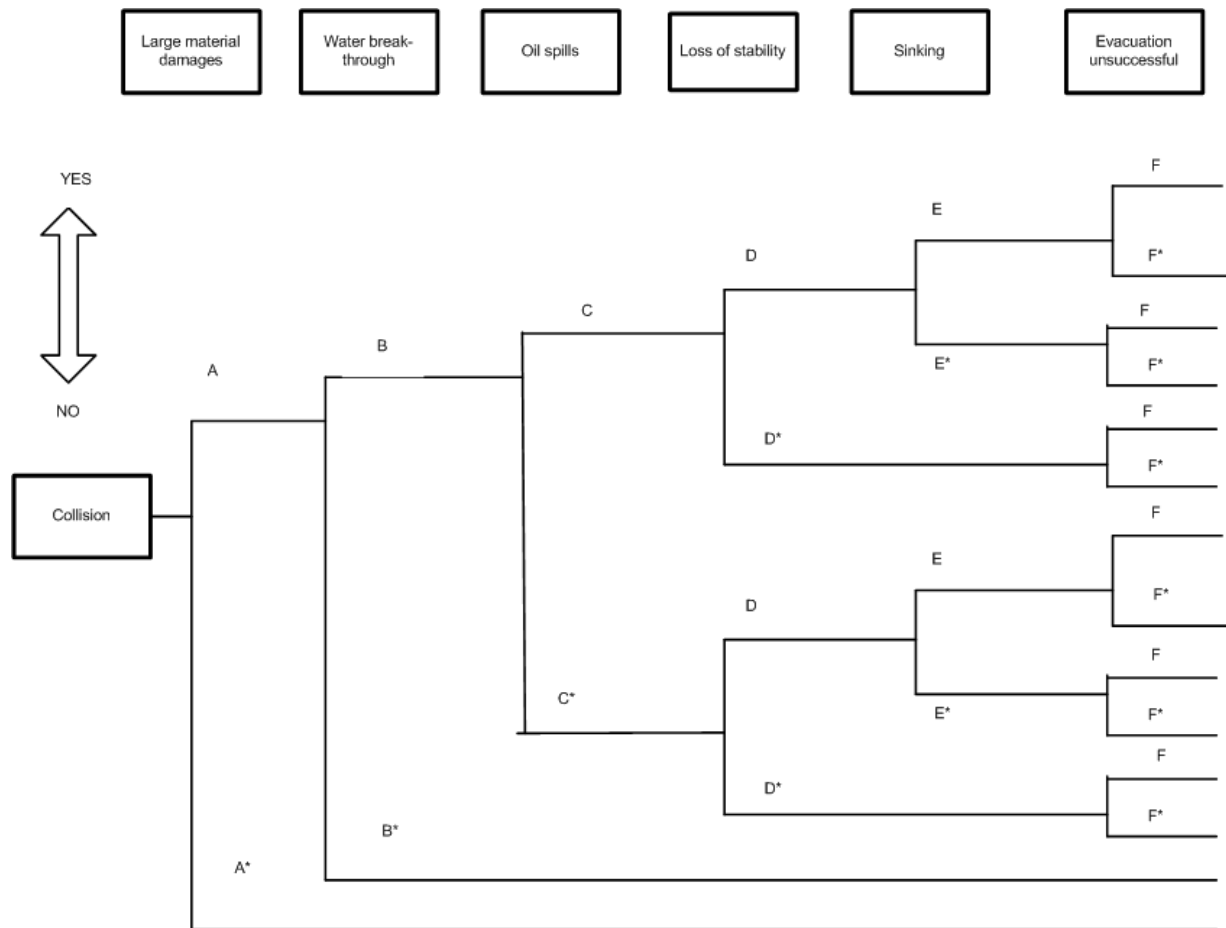 Large material
damages
Water break-
through
Oil spills
Loss of stability
Sinking
Evacuation
unsuccessful
YES
NO
Collision
A
A*
B
B*
C
C*
D
D*
D
D*
E
E*
E
E*
F
F*
F
F*
F
F*
F
F*
F
F*
F
F*